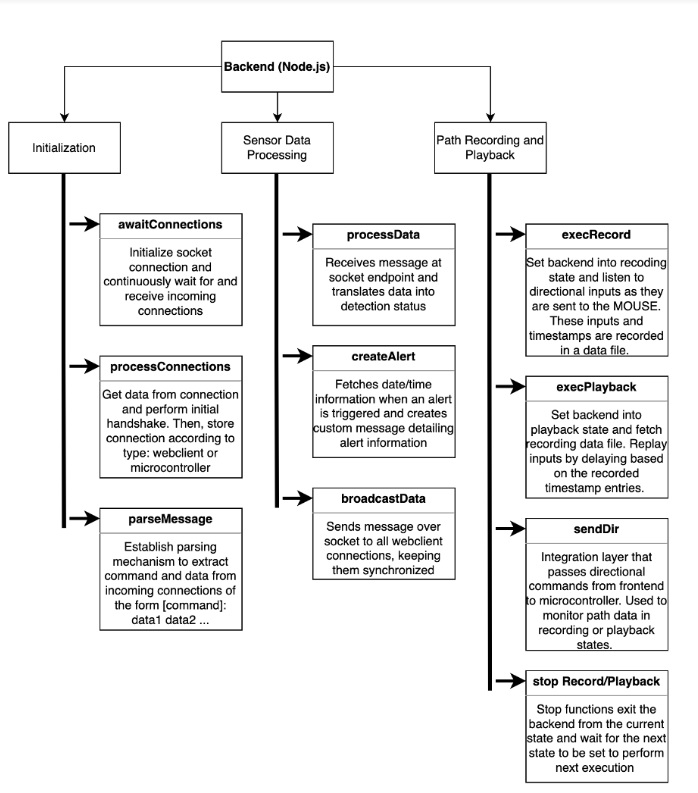 Backend (Node.js)
Initialization
Sensor Data
Processing
Path Recording and
Playback
awaitConnections
Initialize socket
connection and
continuously wait for and
receive incoming
connections
processConnections
Get data from connection
and perform initial
handshake. Then, store
connection according to
type: webclient or
microcontroller
parseMessage
Establish parsing
mechanism to extract
command and data from
incoming connections of
the form [command]:
data1 data2 ...
processData
Receives message at
socket endpoint and
translates data into
detection status
createAlert
Fetches date/time
information when an alert
is triggered and creates
custom message detailing
alert information
broadcastData
Sends message over
socket to all webclient
connections, keeping
them synchronized
execRecord
Set backend into recoding
state and listen to
directional inputs as they
are sent to the MOUSE.
These inputs and
timestamps are recorded
in a data file.
execPlayback
Set backend into
playback state and fetch
recording data file. Replay
inputs by delaying based
on the recorded
timestamp entries.
sendDir
Integration layer that
passes directional
commands from frontend
to microcontroller. Used to
monitor path data in
recording or playback
states.
stop Record/Playback
Stop functions exit the
backend from the current
state and wait for the next
state to be set to perform
next execution